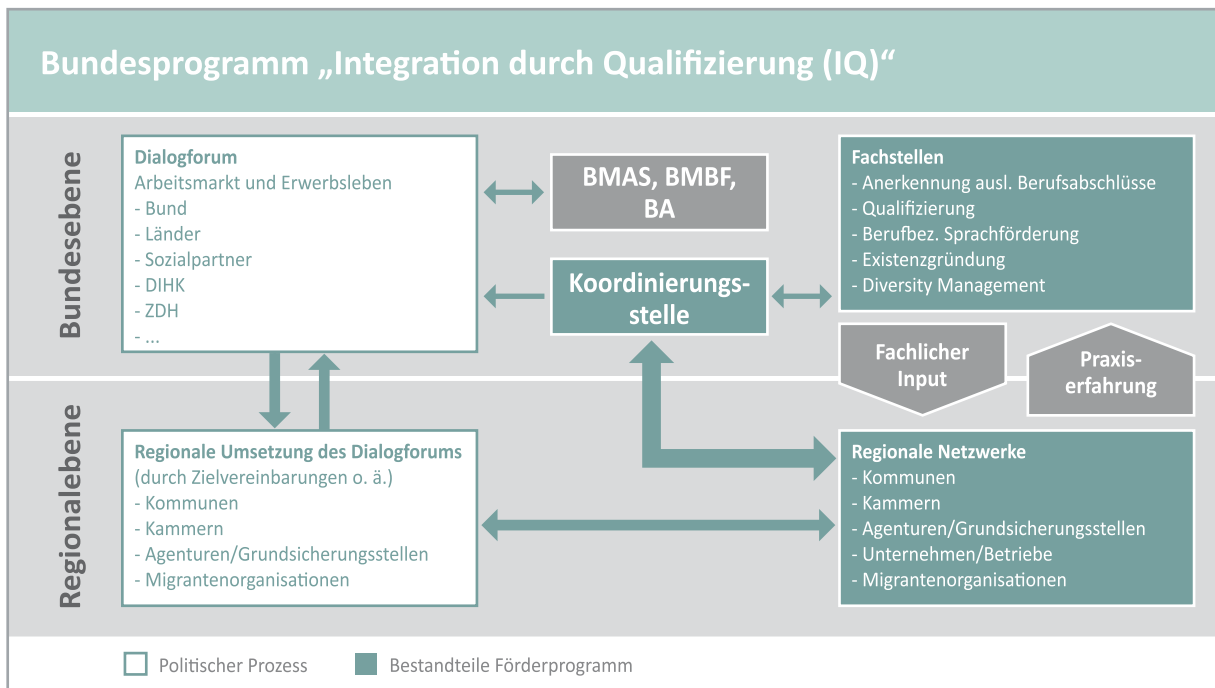 Bundesprogramm „Integration durch Qualifizierung (IQ)“
Bundesebene
Dialogforum
Arbeitsmarkt und Erwerbsleben
- Bund
- Länder
- Sozialpartner
- DIHK
- ZDH
- ...
BMAS, BMBF,
BA
Koordinierungs-
stelle
Fachstellen
- Anerkennung ausl. Berufsabschlüsse
- Qualifizierung
- Berufbez. Sprachförderung
- Existenzgründung
- Diversity Management
Fachlicher
Input
Praxis-
erfahrung
Regionalebene
Regionale Umsetzung des Dialogforums
(durch Zielvereinbarungen o. ä.)
- Kommunen
- Kammern
- Agenturen/Grundsicherungsstellen
- Migrantenorganisationen
Regionale Netzwerke
- Kommunen
- Kammern
- Agenturen/Grundsicherungsstellen
- Unternehmen/Betriebe
- Migrantenorganisationen
Politischer Prozess
Bestandteile Förderprogramm